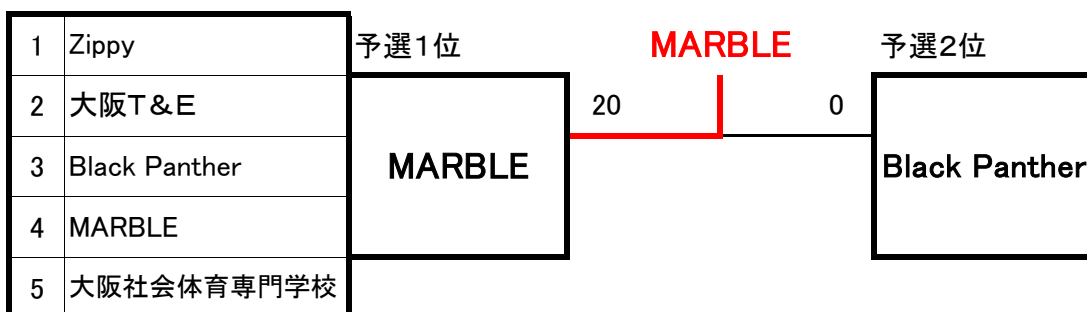 1 Zippy
2 大阪T&E
3 Black Panther
4 MARBLE
5 大阪社会体育専門学校
予選1位
MARBLE
MARBLE
20 0
予選2位
Black Panther